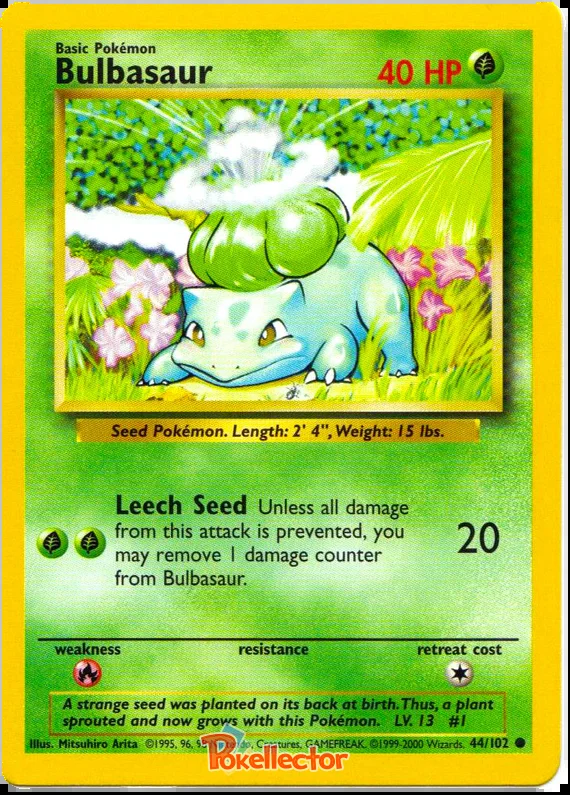 Basic Pokémon
Bulbasaur
40 HP
Seed Pokémon. Length: 2' 4", Weight: 15 lbs.
Leech Seed Unless all damage
from this attack is prevented, you
may remove 1 damage counter
from Bulbasaur.
20
weakness resistance retreat cost
A strange seed was planted on its back at birth. Thus, a plant
sprouted and now grows with this Pokémon. LV. 13 #1
Illus. Mitsuhiro Arita ©1995, 96, Creatures, GAMEFREAK. ©1999-2000 Wizards. 44/102
Pokellector